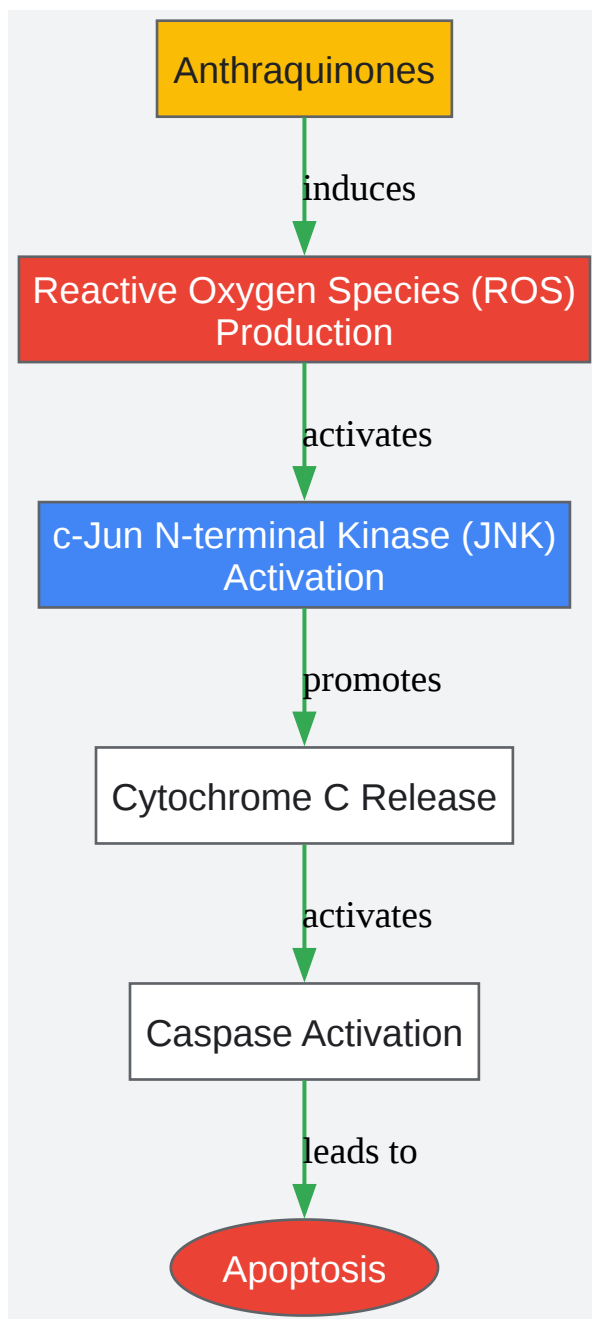 Anthraquinones
induces
Reactive Oxygen Species (ROS)
Production
activates
c-Jun N-terminal Kinase (JNK)
Activation
promotes
Cytochrome C Release
activates
Caspase Activation
leads to
Apoptosis